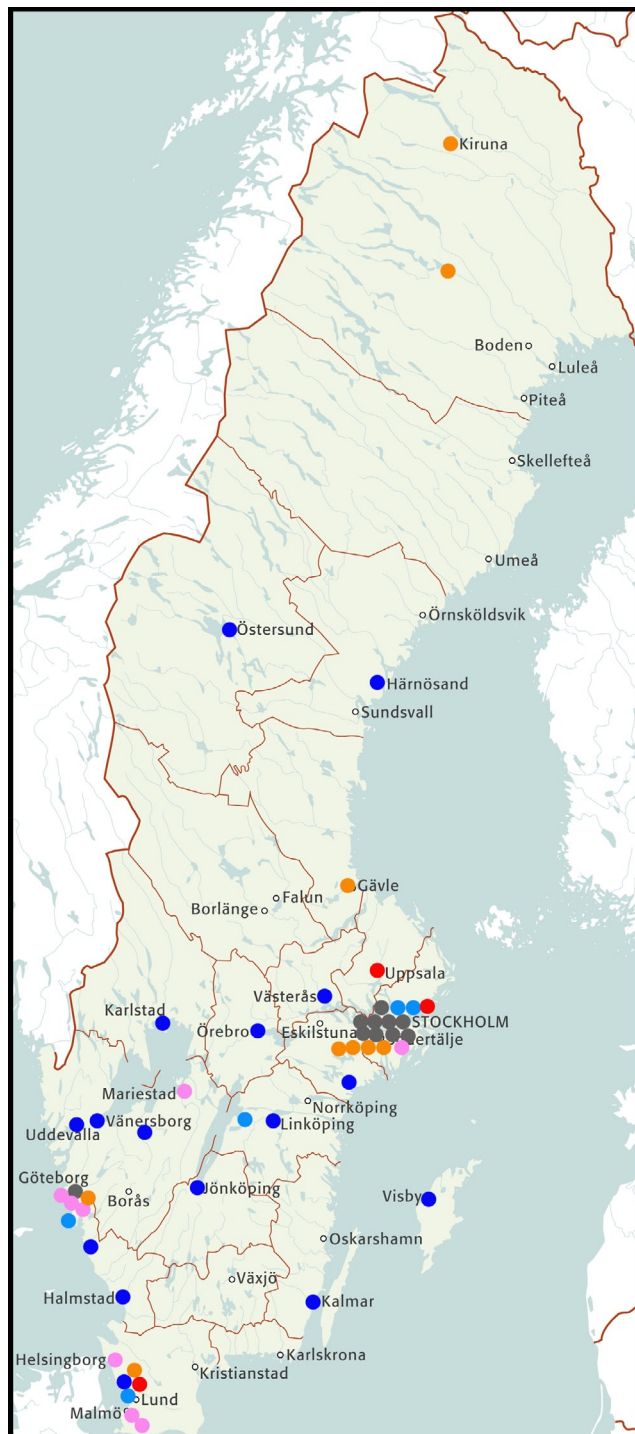 Kiruna
Boden
Luleå
Piteå
Skellefteå
Umeå
Örnsköldsvik
Östersund
Härnösand
Sundsvall
Gävle
Falun
Borlänge
Uppsala
Västerås
Karlstad
Örebro
Eskilstuna
STOCKHOLM
ertälje
Mariestad
Norrköping
Vänersborg
Linköping
Uddevalla
Göteborg
Jönköping
Borås
Visby
Oskarshamn
Växjö
Halmstad
Kalmar
Helsingborg
Karlskrona
Kristianstad
Lund
Malmö